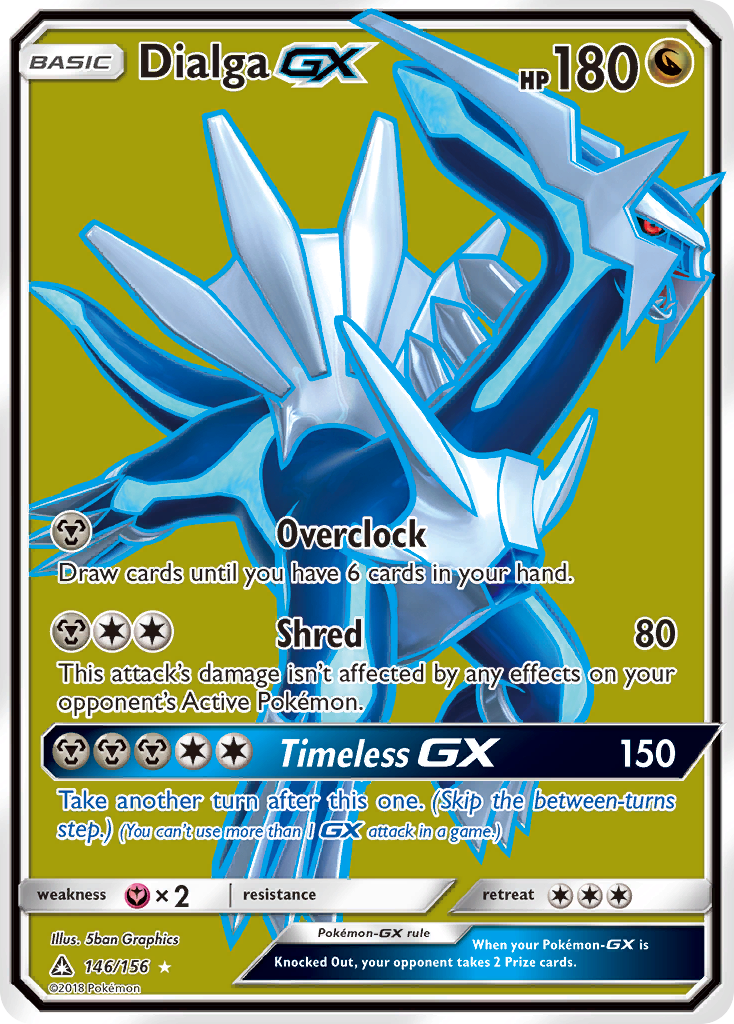 BASIC Dialga GX HP 180
Overclock
Draw cards until you have 6 cards in your hand.
Shred 80
This attack's damage isn't affected by any effects on your
opponent's Active Pokémon.
Timeless GX 150
Take another turn after this one. (Skip the between-turns
step.) (You can't use more than 1 GX attack in a game.)
weakness ×2 resistance retreat
Illus. 5ban Graphics
146/156
©2018 Pokémon
Pokémon-GX rule
When your Pokémon-GX is
Knocked Out, your opponent takes 2 Prize cards.